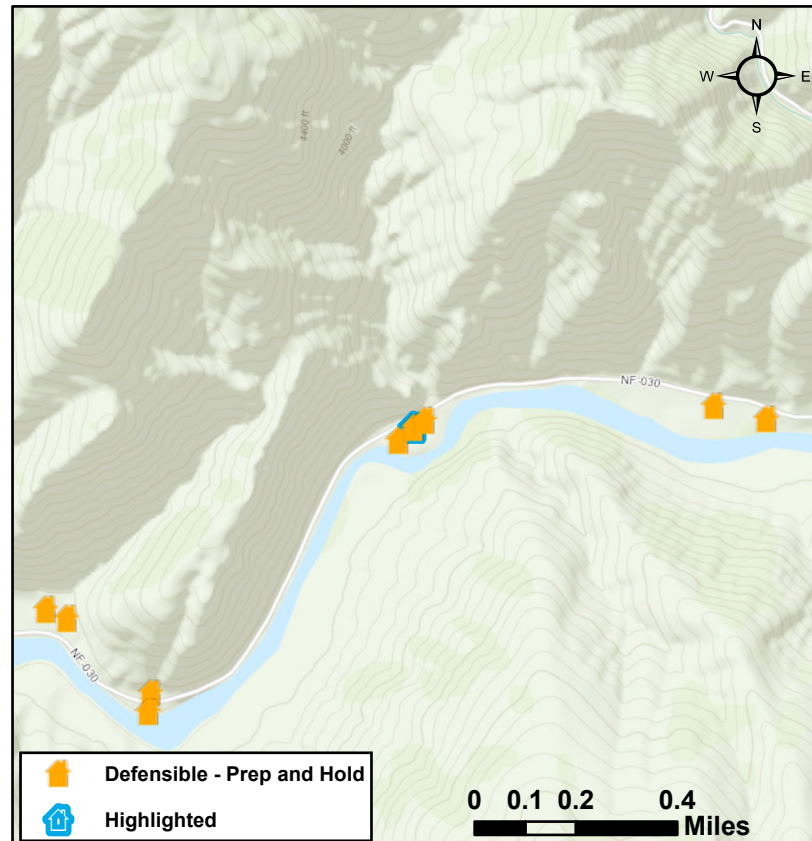 N
W E
S
4400 ft
4000 ft
NF-030
NF-030
Defensible - Prep and Hold
Highlighted
0 0.1 0.2 0.4
Miles